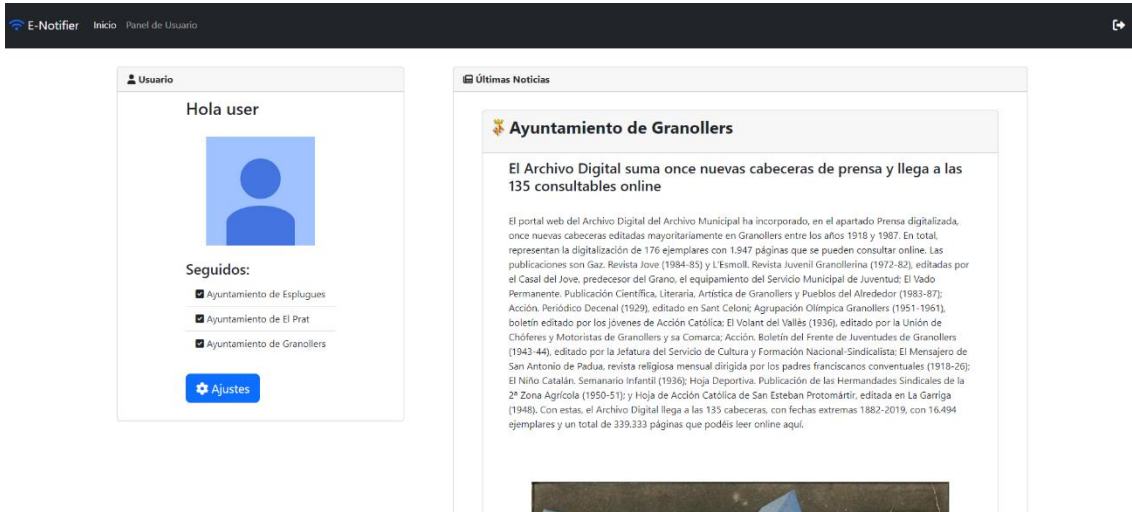 E-Notifier Inicio Panel de Usuario
Usuario
Hola user
Seguidos:
Ayuntamiento de Esplugues
Ayuntamiento de El Prat
Ayuntamiento de Granollers
Ajustes
Últimas Noticias
Ayuntamiento de Granollers
El Archivo Digital suma once nuevas cabeceras de prensa y llega a las
135 consultables online
El portal web del Archivo Digital del Archivo Municipal ha incorporado, en el apartado Prensa digitalizada,
once nuevas cabeceras editadas mayoritariamente en Granollers entre los años 1918 y 1987. En total,
representan la digitalización de 176 ejemplares con 1.947 páginas que se pueden consultar online. Las
publicaciones son Gaz. Revista Jove (1984-85) y L'Esmoll. Revista Juvenil Granollerina (1972-82), editadas por
el Casal del Jove, predecesor del Grano, el equipamiento del Servicio Municipal de Juventud; El Vado
Permanente. Publicación Científica, Literaria, Artística de Granollers y Pueblos del Alrededor (1983-87);
Acción. Periódico Decenal (1929), editado en Sant Celoni; Agrupación Olímpica Granollers (1951-1961),
boletín editado por los jóvenes de Acción Católica; El Volant del Vallès (1936), editado por la Unión de
Chóferes y Motoristas de Granollers y sa Comarca; Acción. Boletín del Frente de Juventudes de Granollers
(1943-44), editado por la Jefatura del Servicio de Cultura y Formación Nacional-Sindicalista; El Mensajero de
San Antonio de Padua, revista religiosa mensual dirigida por los padres franciscanos conventuales (1918-26);
El Niño Catalán. Semanario Infantil (1936); Hoja Deportiva. Publicación de las Hermandades Sindicales de la
2ª Zona Agrícola (1950-51); y Hoja de Acción Católica de San Esteban Protomártir, editada en La Garriga
(1948). Con estas, el Archivo Digital llega a las 135 cabeceras, con fechas extremas 1882-2019, con 16.494
ejemplares y un total de 339.333 páginas que podéis leer online aquí.